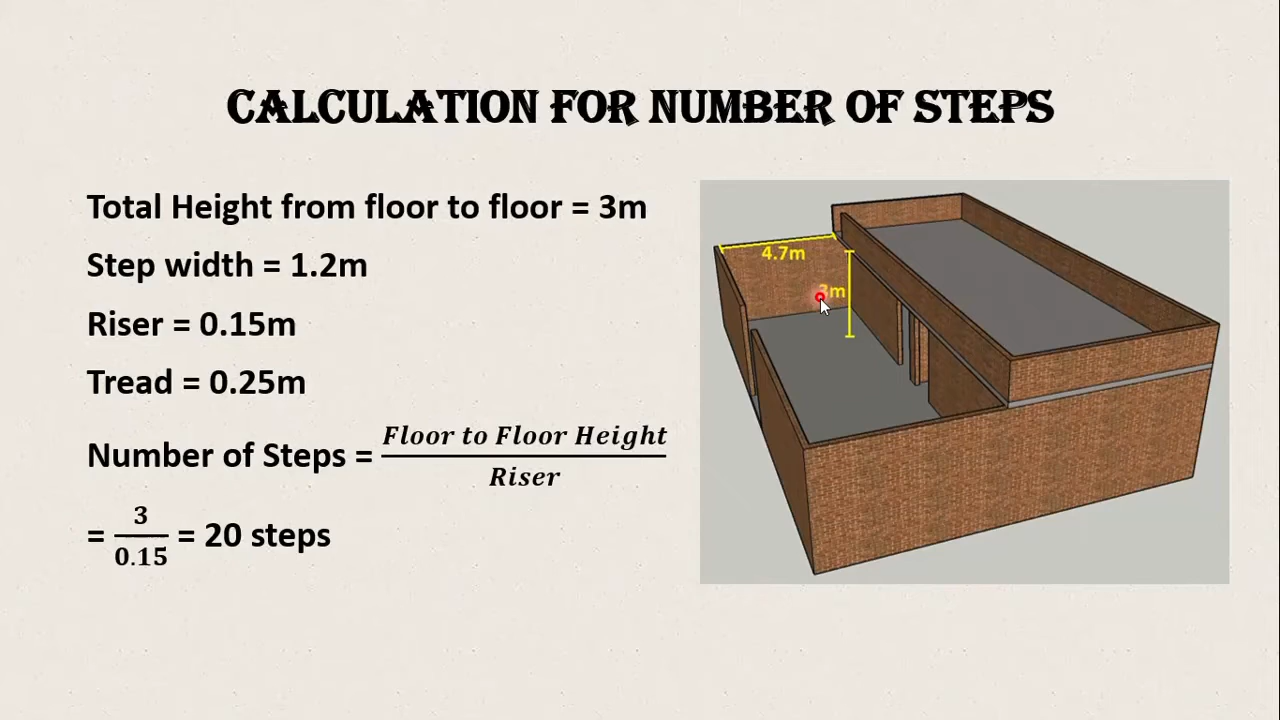 CALCULATION FOR NUMBER OF STEPS
Total Height from floor to floor = 3m
Step width = 1.2m
Riser = 0.15m
Tread = 0.25m
Number of Steps = Floor to Floor Height / Riser
= 3 / 0.15 = 20 steps
4.7m
3m